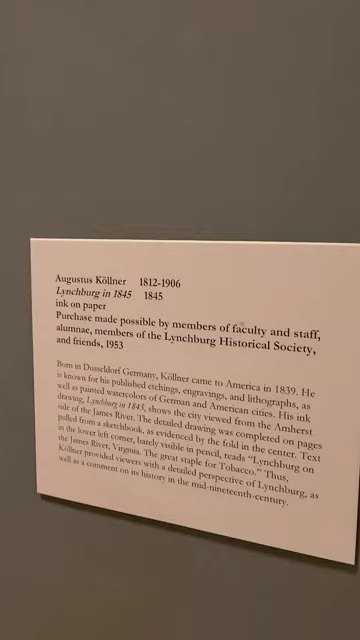 Augustus Köllner 1812-1906
Lynchburg in 1845 1845
ink on paper
Purchase made possible by members of faculty and staff,
alumnae, members of the Lynchburg Historical Society,
and friends, 1953
Born in Dusseldorf Germany, Köllner came to America in 1839. He
is known for his published etchings, engravings, and lithographs, as
well as painted watercolors of German and American cities. His ink
drawing, Lynchburg in 1845, shows the city viewed from the Amherst
side of the James River. The detailed drawing was completed on pages
pulled from a sketchbook, as evidenced by the fold in the center. Text
in the lower left corner, barely visible in pencil, reads “Lynchburg on
the James River, Virginia. The great staple for Tobacco.” Thus,
Köllner provided viewers with a detailed perspective of Lynchburg, as
well as a comment on its history in the mid-nineteenth-century.